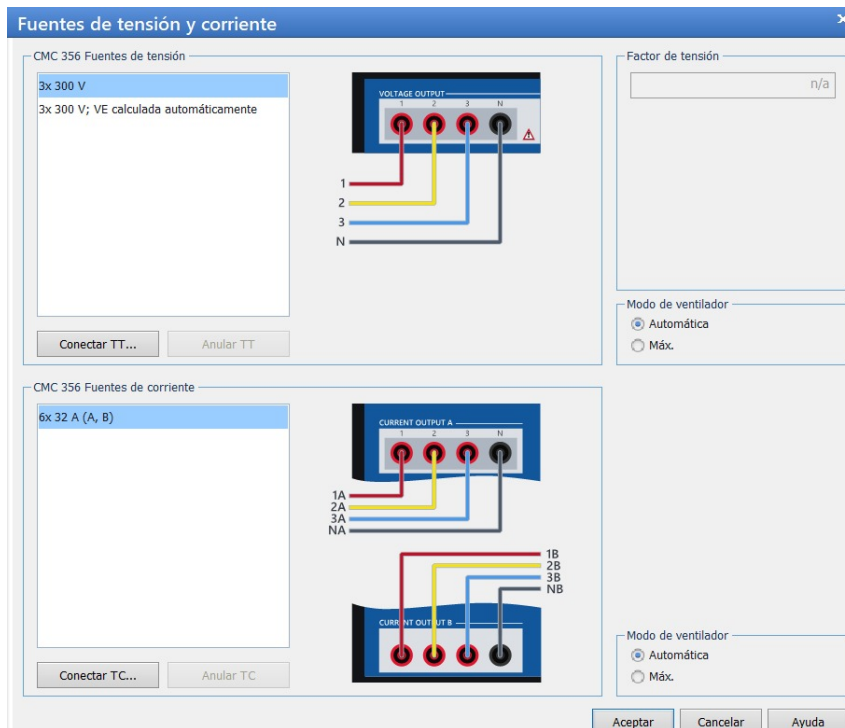 Fuentes de tensión y corriente
CMC 356 Fuentes de tensión
3x 300 V
3x 300 V; VE calculada automáticamente
VOLTAGE OUTPUT
1 2 3 N
1
2
3
N
Conectar TT...
Anular TT
Factor de tensión
n/a
Modo de ventilador
Automática
Máx.
CMC 356 Fuentes de corriente
6x 32 A (A, B)
CURRENT OUTPUT A
1 2 3 N
1A
2A
3A
NA
1B
2B
3B
NB
CURRENT OUTPUT B
Conectar TC...
Anular TC
Modo de ventilador
Automática
Máx.
Aceptar
Cancelar
Ayuda